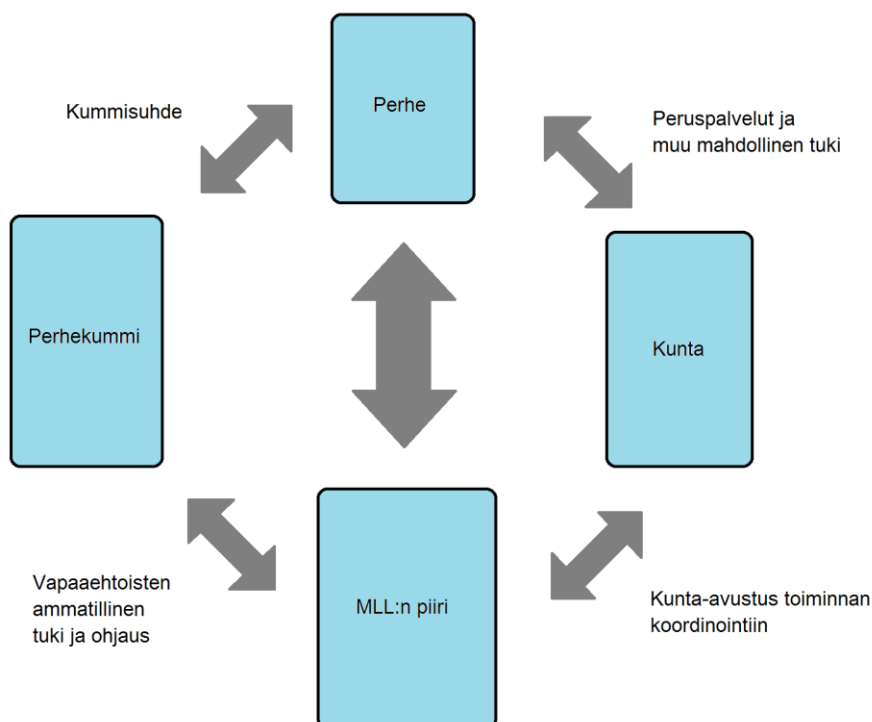 Perhe
Kummisuhde
Peruspalvelut ja
muu mahdollinen tuki
Perhekummi
Kunta
Vapaaehtoisten
ammatillinen
tuki ja ohjaus
MLL:n piiri
Kunta-avustus toiminnan
koordinointiin